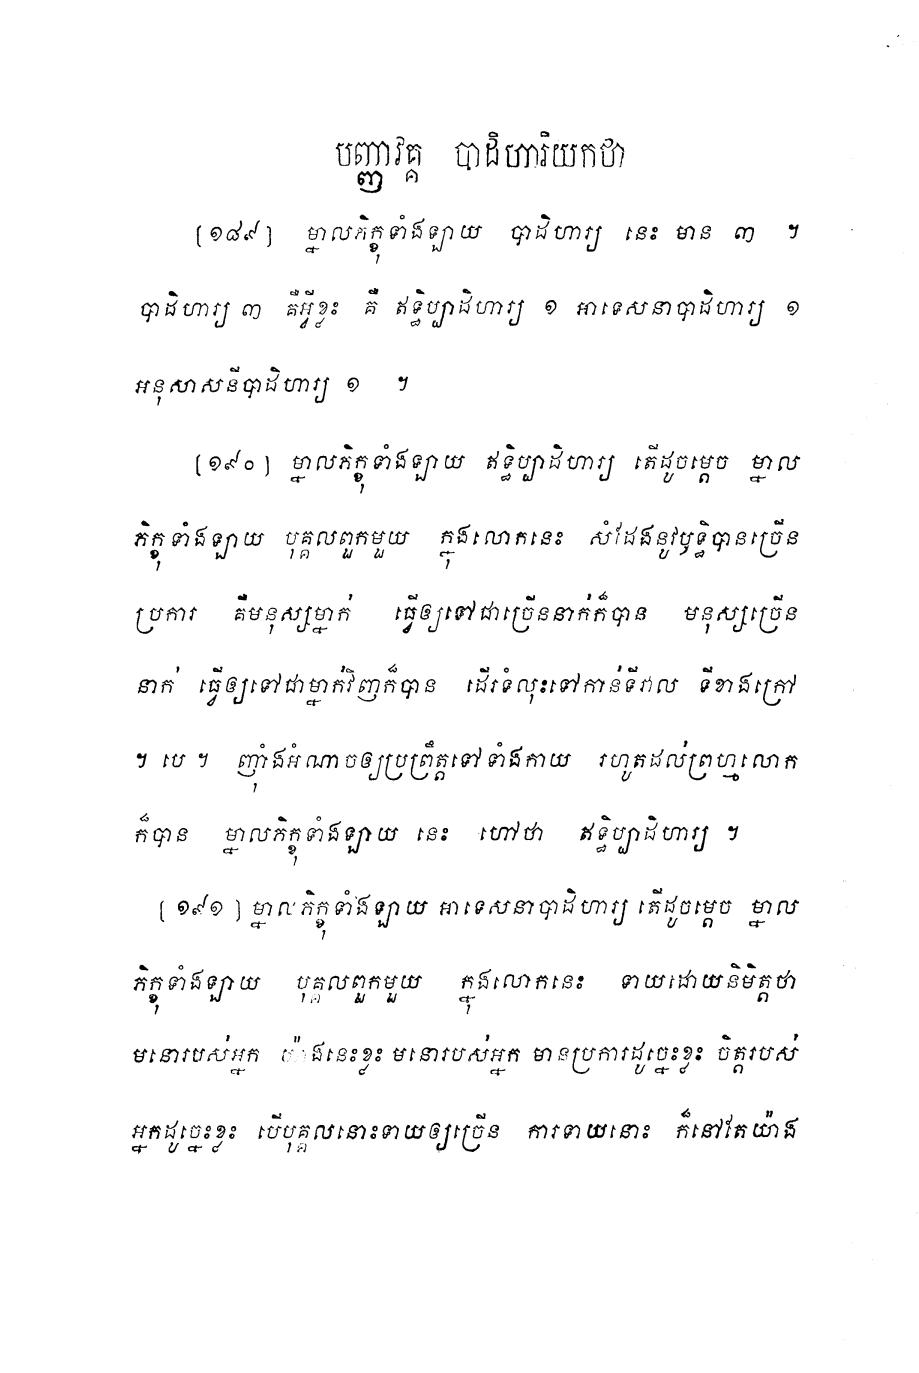 បញ្ញាវគ្គ បាដិហារិយកថា
[១៨៩] ម្នាលភិក្ខុទាំងឡាយ បាដិហារ្យ នេះ មាន ៣ ។
បាដិហារ្យ ៣ គឺអ្វីខ្លះ គឺ ឥទ្ធិប្បាដិហារ្យ ១ អាទេសនាបាដិហារ្យ ១
អនុសាសនីបាដិហារ្យ ១ ។
[១៩០] ម្នាលភិក្ខុទាំងឡាយ ឥទ្ធិប្បាដិហារ្យ តើដូចម្តេច ម្នាល
ភិក្ខុទាំងឡាយ បុគ្គលពួកមួយ ក្នុងលោកនេះ សំដែងនូវឫទ្ធិបានច្រើន
ប្រការ គឺមនុស្សម្នាក់ ធ្វើឲ្យទៅជាច្រើននាក់ក៏បាន មនុស្សច្រើន
នាក់ ធ្វើឲ្យទៅជាម្នាក់វិញក៏បាន ដើរទំលុះទៅកាន់ទីវាល ទីខាងក្រៅ
។ បេ ។ ញុំាងអំណាចឲ្យប្រព្រឹត្តទៅទាំងកាយ រហូតដល់ព្រហ្មលោក
ក៏បាន ម្នាលភិក្ខុទាំងឡាយ នេះ ហៅថា ឥទ្ធិប្បាដិហារ្យ ។
[១៩១] ម្នាលភិក្ខុទាំងឡាយ អាទេសនាបាដិហារ្យ តើដូចម្តេច ម្នាល
ភិក្ខុទាំងឡាយ បុគ្គលពួកមួយ ក្នុងលោកនេះ ទាយដោយនិមិត្តថា
មនោរបស់អ្នក យ៉ាងនេះខ្លះ មនោរបស់អ្នក មានប្រការដូច្នេះខ្លះ ចិត្តរបស់
អ្នកដូច្នេះខ្លះ បើបុគ្គលនោះទាយឲ្យច្រើន ការទាយនោះ ក៏នៅតែយ៉ាង